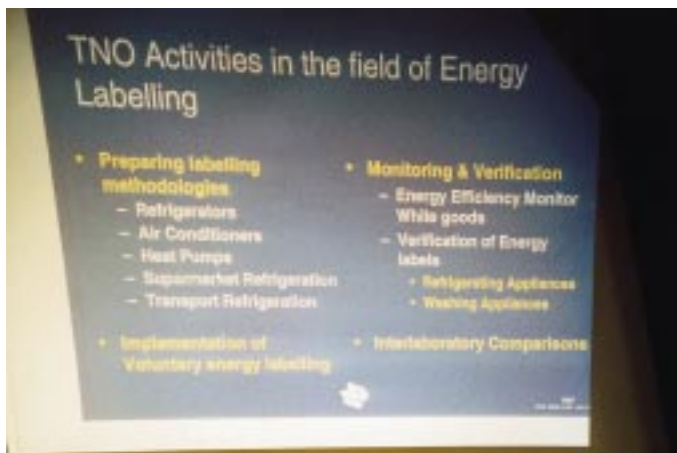 TNO Activities in the field of Energy
Labelling
• Preparing labelling
methodologies
– Refrigerators
– Air Conditioners
– Heat Pumps
– Supermarket Refrigeration
– Transport Refrigeration
• Implementation of
Voluntary energy labelling
• Monitoring & Verification
– Energy Efficiency Monitor
White goods
– Verification of Energy
labels
• Refrigerating Appliances
• Washing Appliances
• Interlaboratory Comparisons